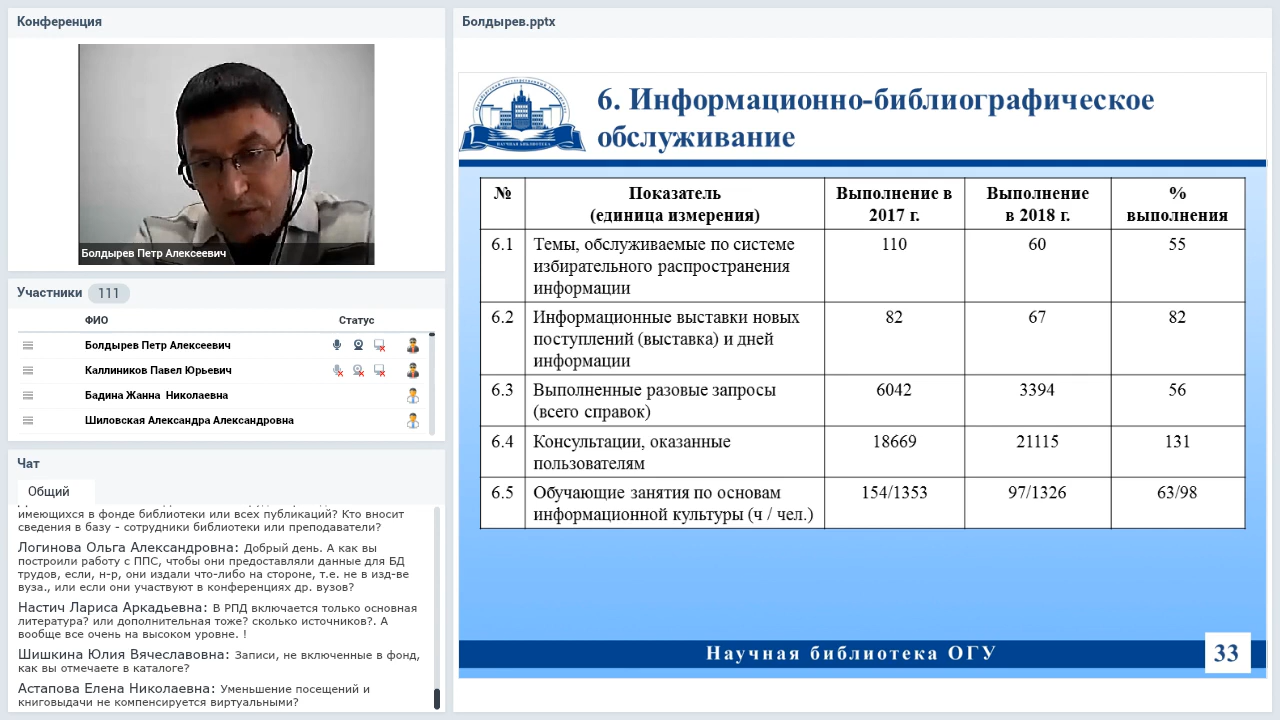 Конференция
Болдырев Петр Алексеевич
Участники 111
ФИО Статус
Болдырев Петр Алексеевич
Каллиников Павел Юрьевич
Бадина Жанна Николаевна
Шиловская Александра Александровна
Чат
Общий
имеющихся в фонде библиотеки или всех публикаций? Кто вносит
сведения в базу - сотрудники библиотеки или преподаватели?
Логинова Ольга Александровна: Добрый день. А как вы
построили работу с ППС, чтобы они предоставляли данные для БД
трудов, если, н-р, они издали что-либо на стороне, т.е. не в изд-ве
вуза., или если они участвуют в конференциях др. вузов?
Настич Лариса Аркадьевна: В РПД включается только основная
литература? или дополнительная тоже? сколько источников?. А
вообще все очень на высоком уровне. !
Шишкина Юлия Вячеславовна: Записи, не включенные в фонд,
как вы отмечаете в каталоге?
Астапова Елена Николаевна: Уменьшение посещений и
книговыдачи не компенсируется виртуальными?
Болдырев.pptx
НАУЧНАЯ БИБЛИОТЕКА
6. Информационно-библиографическое
обслуживание
№ Показатель (единица измерения) Выполнение в 2017 г. Выполнение в 2018 г. % выполнения
6.1 Темы, обслуживаемые по системе 110 60 55
избирательного распространения
информации
6.2 Информационные выставки новых 82 67 82
поступлений (выставка) и дней
информации
6.3 Выполненные разовые запросы 6042 3394 56
(всего справок)
6.4 Консультации, оказанные 18669 21115 131
пользователям
6.5 Обучающие занятия по основам 154/1353 97/1326 63/98
информационной культуры (ч / чел.)
Научная библиотека ОГУ
33